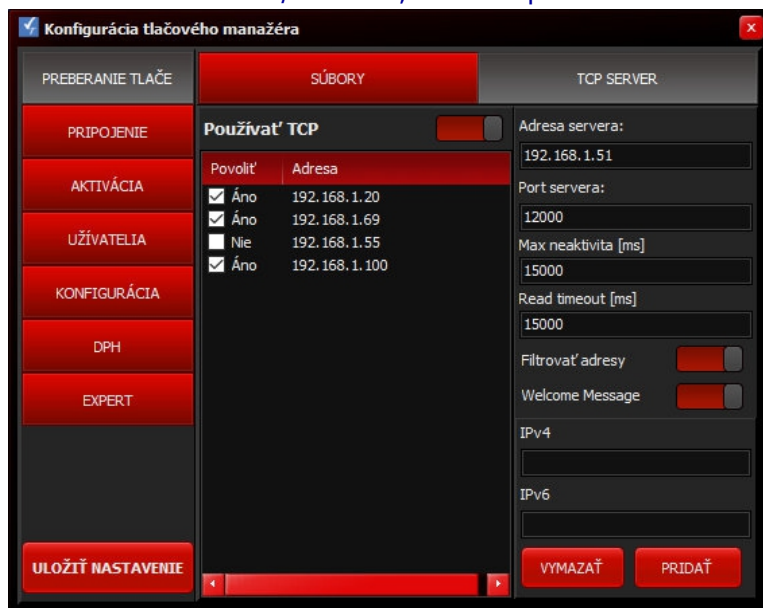 Konfigurácia tlačového manažéra
PREBERANIE TLAČE
SÚBORY
TCP SERVER
PRIPOJENIE
AKTIVÁCIA
UŽÍVATELIA
KONFIGURÁCIA
DPH
EXPERT
ULOŽIŤ NASTAVENIE
Používať TCP
Povoliť Adresa
Áno 192.168.1.20
Áno 192.168.1.69
Nie 192.168.1.55
Áno 192.168.1.100
Adresa servera:
192.168.1.51
Port servera:
12000
Max neaktivita [ms]
15000
Read timeout [ms]
15000
Filtrovať adresy
Welcome Message
IPv4
IPv6
VYMAZAŤ
PRIDAŤ